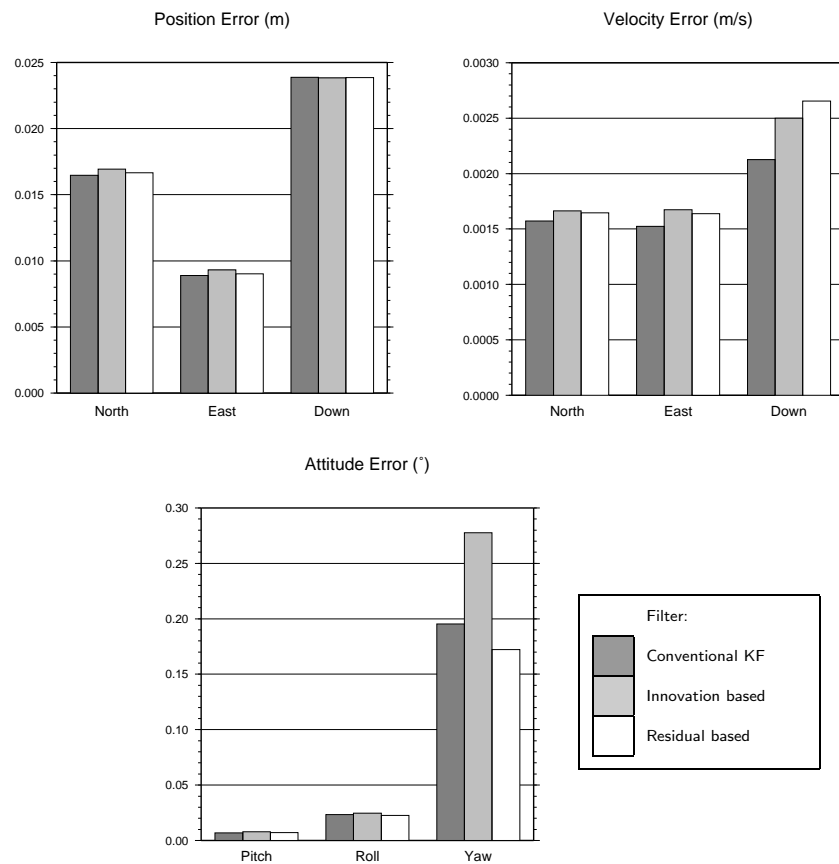 Position Error (m)
0.025
0.020
0.015
0.010
0.005
0.000
North East Down
Velocity Error (m/s)
0.0030
0.0025
0.0020
0.0015
0.0010
0.0005
0.0000
North East Down
Attitude Error (°)
0.30
0.25
0.20
0.15
0.10
0.05
0.00
Pitch Roll Yaw
Filter:
Conventional KF
Innovation based
Residual based